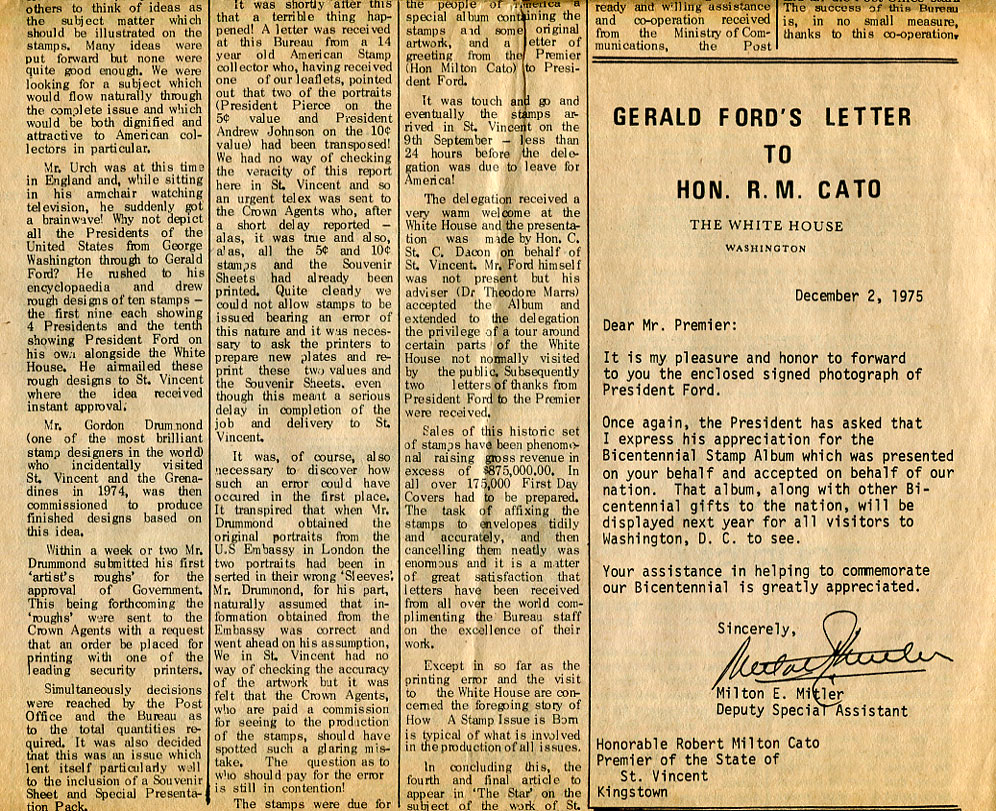 others to think of ideas as
the subject matter which
should be illustrated on the
stamps. Many ideas were
put forward but none were
quite good enough. We were
looking for a subject which
would flow naturally through
the complete issue and which
would be both dignified and
attractive to American col-
lectors in particular.
Mr. Urch was at this time
in England and, while sitting
in his armchair watching
television, he suddenly got
a brainwave! Why not depict
all the Presidents of the
United States from George
Washington through to Gerald
Ford? He rushed to his
encyclopaedia and drew
rough designs of ten stamps –
the first nine each showing
4 Presidents and the tenth
showing President Ford on
his own alongside the White
House. He airmailed these
rough designs to St. Vincent
where the idea received
instant approval.
Mr. Gordon Drummond
(one of the most brilliant
stamp designers in the world)
who incidentally visited
St. Vincent and the Grena-
dines in 1974, was then
commissioned to produce
finished designs based on
this idea.
Within a week or two Mr.
Drummond submitted his first
'artist's roughs' for the
approval of Government.
This being forthcoming the
'roughs' were sent to the
Crown Agents with a request
that an order be placed for
printing with one of the
leading security printers.
Simultaneously decisions
were reached by the Post
Office and the Bureau as
to the total quantities re-
quired. It was also decided
that this was an issue which
lent itself particularly well
to the inclusion of a Souvenir
Sheet and Special Presenta-
tion Pack.
It was shortly after this
that a terrible thing hap-
pened! A letter was received
at this Bureau from a 14
year old American Stamp
collector who, having received
one of our leaflets, pointed
out that two of the portraits
(President Pierce on the
5¢ value and President
Andrew Johnson on the 10¢
value) had been transposed!
We had no way of checking
the veracity of this report
here in St. Vincent and so
an urgent telex was sent to
the Crown Agents who, after
a short delay reported –
alas, it was true and also,
alas, all the 5¢ and 10¢
stamps and the Souvenir
Sheets had already been
printed. Quite clearly we
could not allow stamps to be
issued bearing an error of
this nature and it was neces-
sary to ask the printers to
prepare new plates and re-
print these two values and
the Souvenir Sheets. even
though this meant a serious
delay in completion of the
job and delivery to St.
Vincent.
It was, of course, also
necessary to discover how
such an error could have
occured in the first place.
It transpired that when Mr.
Drummond obtained the
original portraits from the
U.S Embassy in London the
two portraits had been in
serted in their wrong 'Sleeves'.
Mr. Drummond, for his part,
naturally assumed that in-
formation obtained from the
Embassy was correct and
went ahead on his assumption,
We in St. Vincent had no
way of checking the accuracy
of the artwork but it was
felt that the Crown Agents,
who are paid a commission
for seeing to the production
of the stamps, should have
spotted such a glaring mis-
take. The question as to
who should pay for the error
is still in contention!
The stamps were due for
the people of America a
special album containing the
stamps and some original
artwork, and a letter of
greeting from the Premier
(Hon Milton Cato) to Presi-
dent Ford.
It was touch and go and
eventually the stamps ar-
rived in St. Vincent on the
9th September – less than
24 hours before the dele-
gation was due to leave for
America!
The delegation received a
very warm welcome at the
White House and the presenta-
tion was made by Hon. C.
St. C. Dacon on behalf of
St. Vincent. Mr. Ford himself
was not present but his
adviser (Dr Theodore Marrs)
accepted the Album and
extended to the delegation
the privilege of a tour around
certain parts of the White
House not normally visited
by the public. Subsequently
two letters of thanks from
President Ford to the Premier
were received.
Sales of this historic set
of stamps have been phenome-
nal raising gross revenue in
excess of $875,000.00. In
all over 175,000 First Day
Covers had to be prepared.
The task of affixing the
stamps to envelopes tidily
and accurately, and then
cancelling them neatly was
enormous and it is a matter
of great satisfaction that
letters have been received
from all over the world com-
plimenting the Bureau staff
on the excellence of their
work.
Except in so far as the
printing error and the visit
to the White House are con-
cerned the foregoing story of
How A Stamp Issue is Born
is typical of what is involved
in the production of all issues.
In concluding this, the
fourth and final article to
appear in 'The Star' on the
subject of the work of St.
ready and willing assistance
and co-operation received
from the Ministry of Com-
munications, the Post
The success of this Bureau
is, in no small measure,
thanks to this co-operation.
GERALD FORD'S LETTER
TO
HON. R. M. CATO
THE WHITE HOUSE
WASHINGTON
December 2, 1975
Dear Mr. Premier:
It is my pleasure and honor to forward
to you the enclosed signed photograph of
President Ford.
Once again, the President has asked that
I express his appreciation for the
Bicentennial Stamp Album which was presented
on your behalf and accepted on behalf of our
nation. That album, along with other Bi-
centennial gifts to the nation, will be
displayed next year for all visitors to
Washington, D. C. to see.
Your assistance in helping to commemorate
our Bicentennial is greatly appreciated.
Sincerely,
Milton E. Mitler
Deputy Special Assistant
Honorable Robert Milton Cato
Premier of the State of
St. Vincent
Kingstown